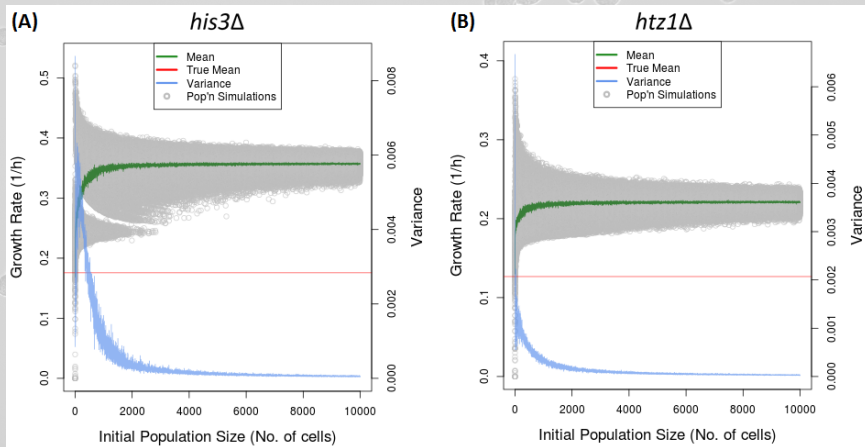 (A) his3Δ
Mean
True Mean
Variance
Pop'n Simulations
Growth Rate (1/h)
0.5
0.4
0.3
0.2
0.1
0.0
0.008
0.006
0.004
0.002
0.000
Variance
0 2000 4000 6000 8000 10000
Initial Population Size (No. of cells)
(B) htz1Δ
Mean
True Mean
Variance
Pop'n Simulations
Growth Rate (1/h)
0.4
0.3
0.2
0.1
0.0
0.006
0.005
0.004
0.003
0.002
0.001
0.000
Variance
0 2000 4000 6000 8000 10000
Initial Population Size (No. of cells)